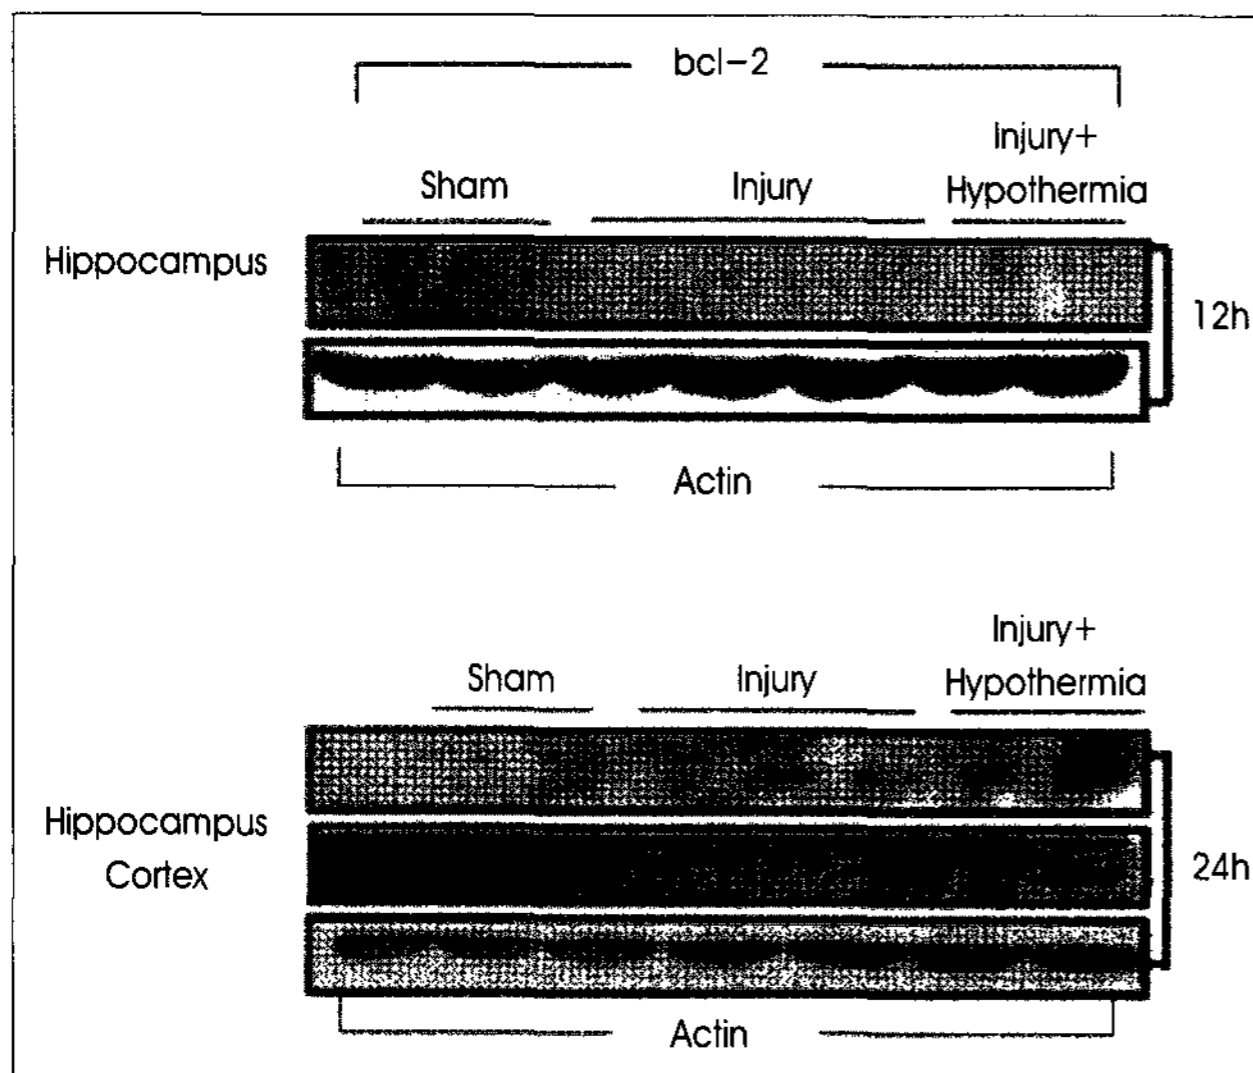 bcl-2
Sham
Injury
Injury+
Hypothermia
Hippocampus
12h
Actin
Sham
Injury
Injury+
Hypothermia
Hippocampus
Cortex
24h
Actin